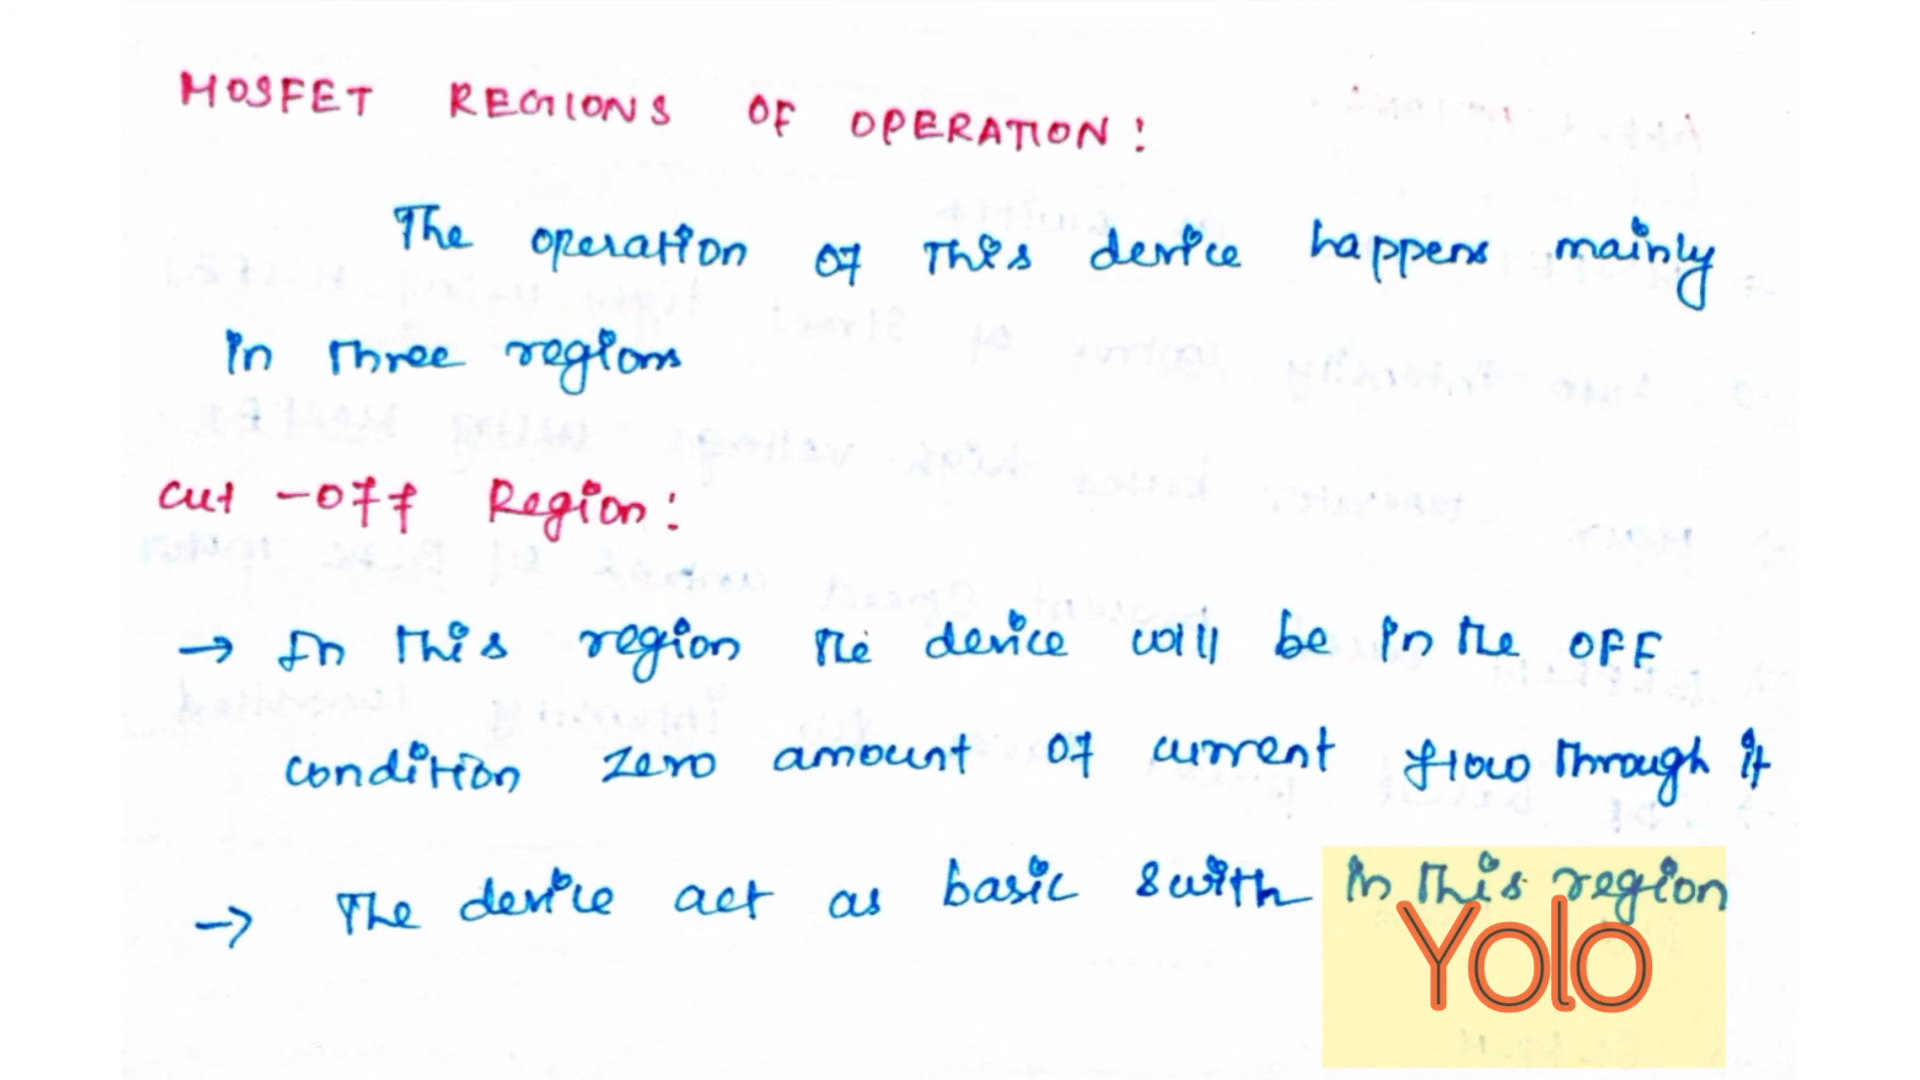 MOSFET REGIONS OF OPERATION:
The operation of this device happens mainly
in three regions
cut -off Region:
→ In this region the device will be in the OFF
condition zero amount of current flow through it
→ The device act as basic swith in this region
Yolo